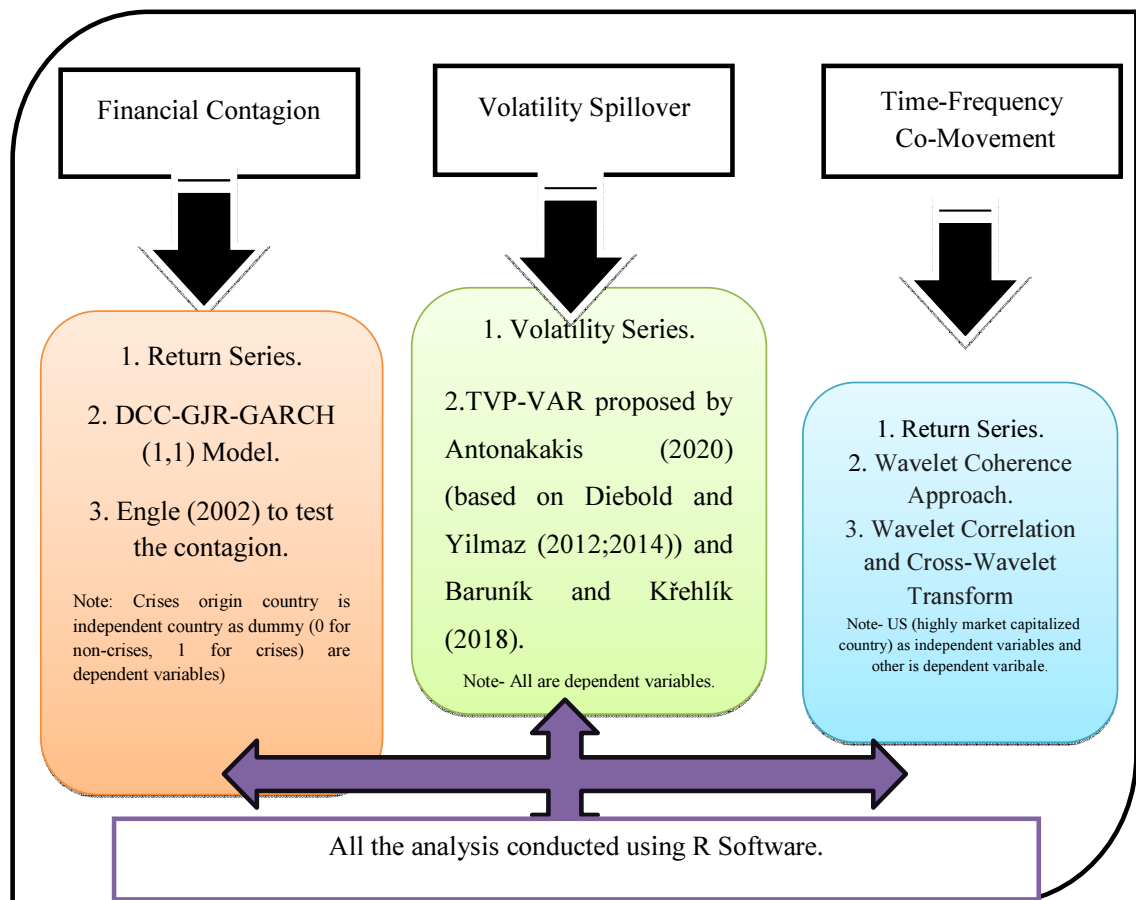 Financial Contagion
Volatility Spillover
Time-Frequency
Co-Movement
1. Return Series.
2. DCC-GJR-GARCH
(1,1) Model.
3. Engle (2002) to test
the contagion.
Note: Crises origin country is
independent country as dummy (0 for
non-crises, 1 for crises) are
dependent variables)
1. Volatility Series.
2.TVP-VAR proposed by
Antonakakis (2020)
(based on Diebold and
Yilmaz (2012;2014)) and
Baruník and Křehlík
(2018).
Note- All are dependent variables.
1. Return Series.
2. Wavelet Coherence
Approach.
3. Wavelet Correlation
and Cross-Wavelet
Transform
Note- US (highly market capitalized
country) as independent variables and
other is dependent varibale.
All the analysis conducted using R Software.